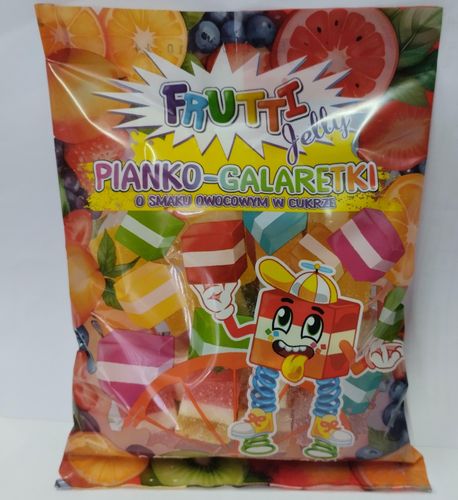 FRUTTI
Jelly
PIANKO-GALARETKI
O SMAKU OWOCOWYM W CUKRZE